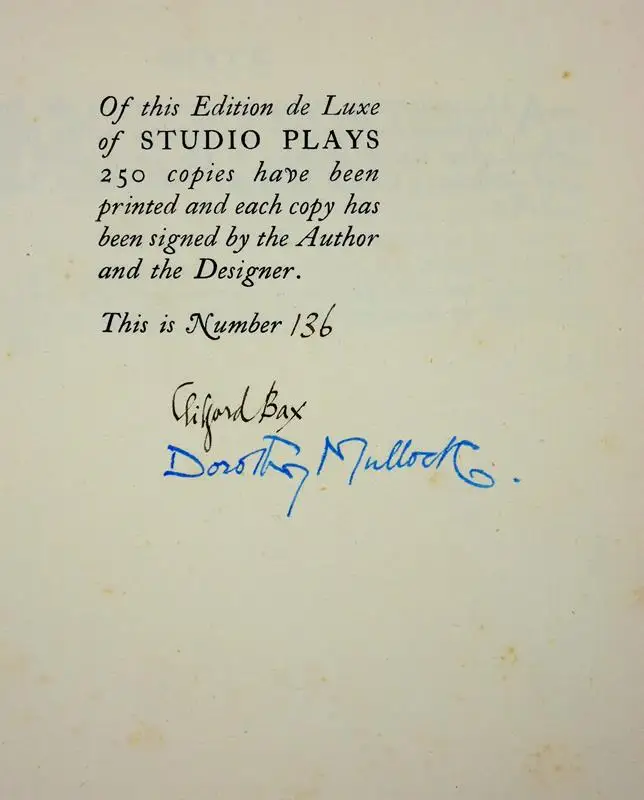 Of this Edition de Luxe
of STUDIO PLAYS
250 copies have been
printed and each copy has
been signed by the Author
and the Designer.
This is Number 136
Clifford Bax
Dorothy Mullock.